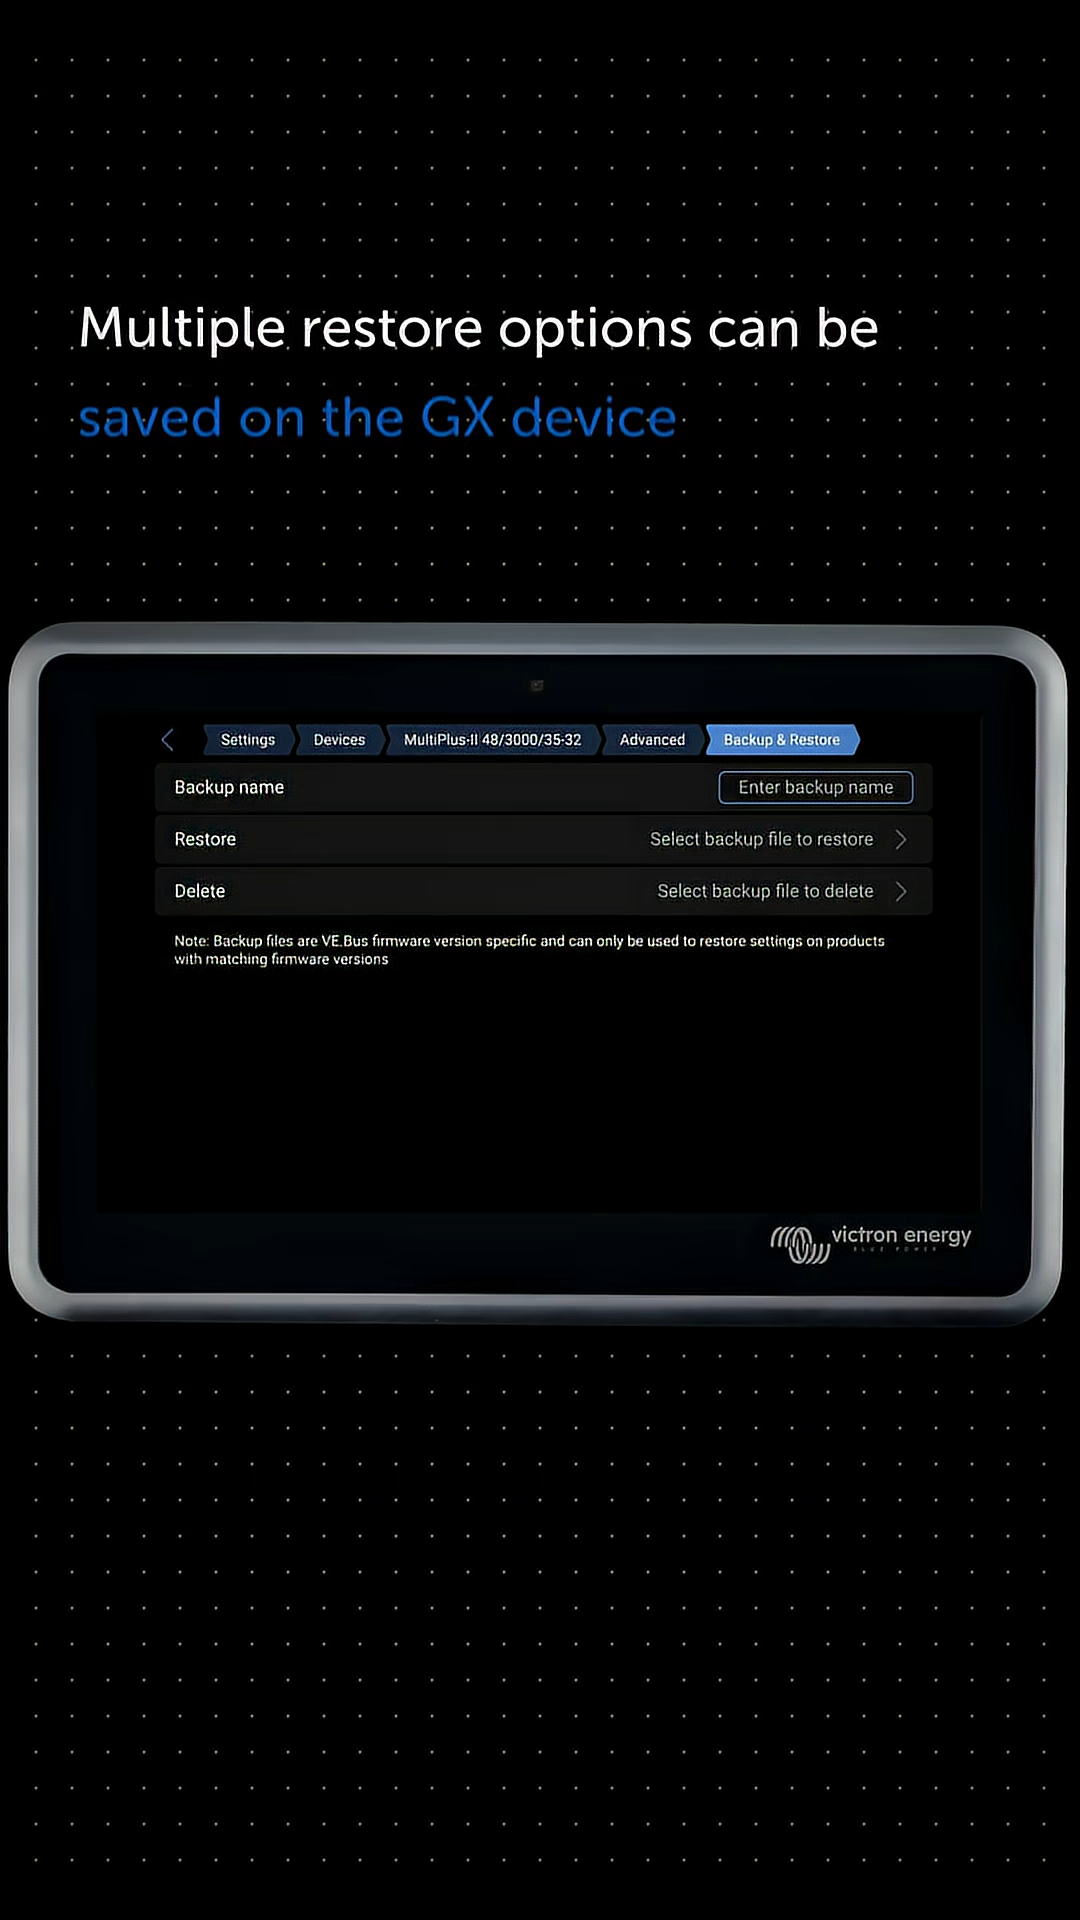 Multiple restore options can be
saved on the GX device
Settings
Devices
MultiPlus-II 48/3000/35-32
Advanced
Backup & Restore
Backup name
Enter backup name
Restore
Select backup file to restore
Delete
Select backup file to delete
Note: Backup files are VE.Bus firmware version specific and can only be used to restore settings on products
with matching firmware versions
victron energy
BLUE POWER